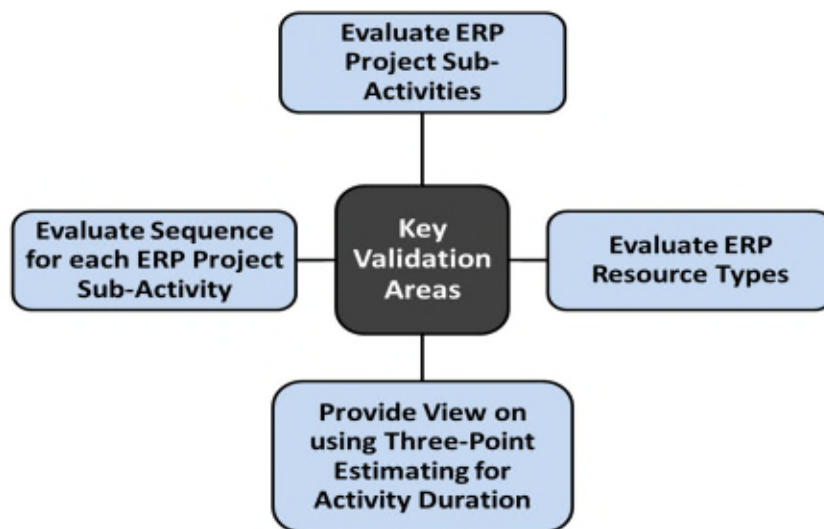 Evaluate ERP
Project Sub-
Activities
Evaluate Sequence
for each ERP Project
Sub-Activity
Key
Validation
Areas
Evaluate ERP
Resource Types
Provide View on
using Three-Point
Estimating for
Activity Duration